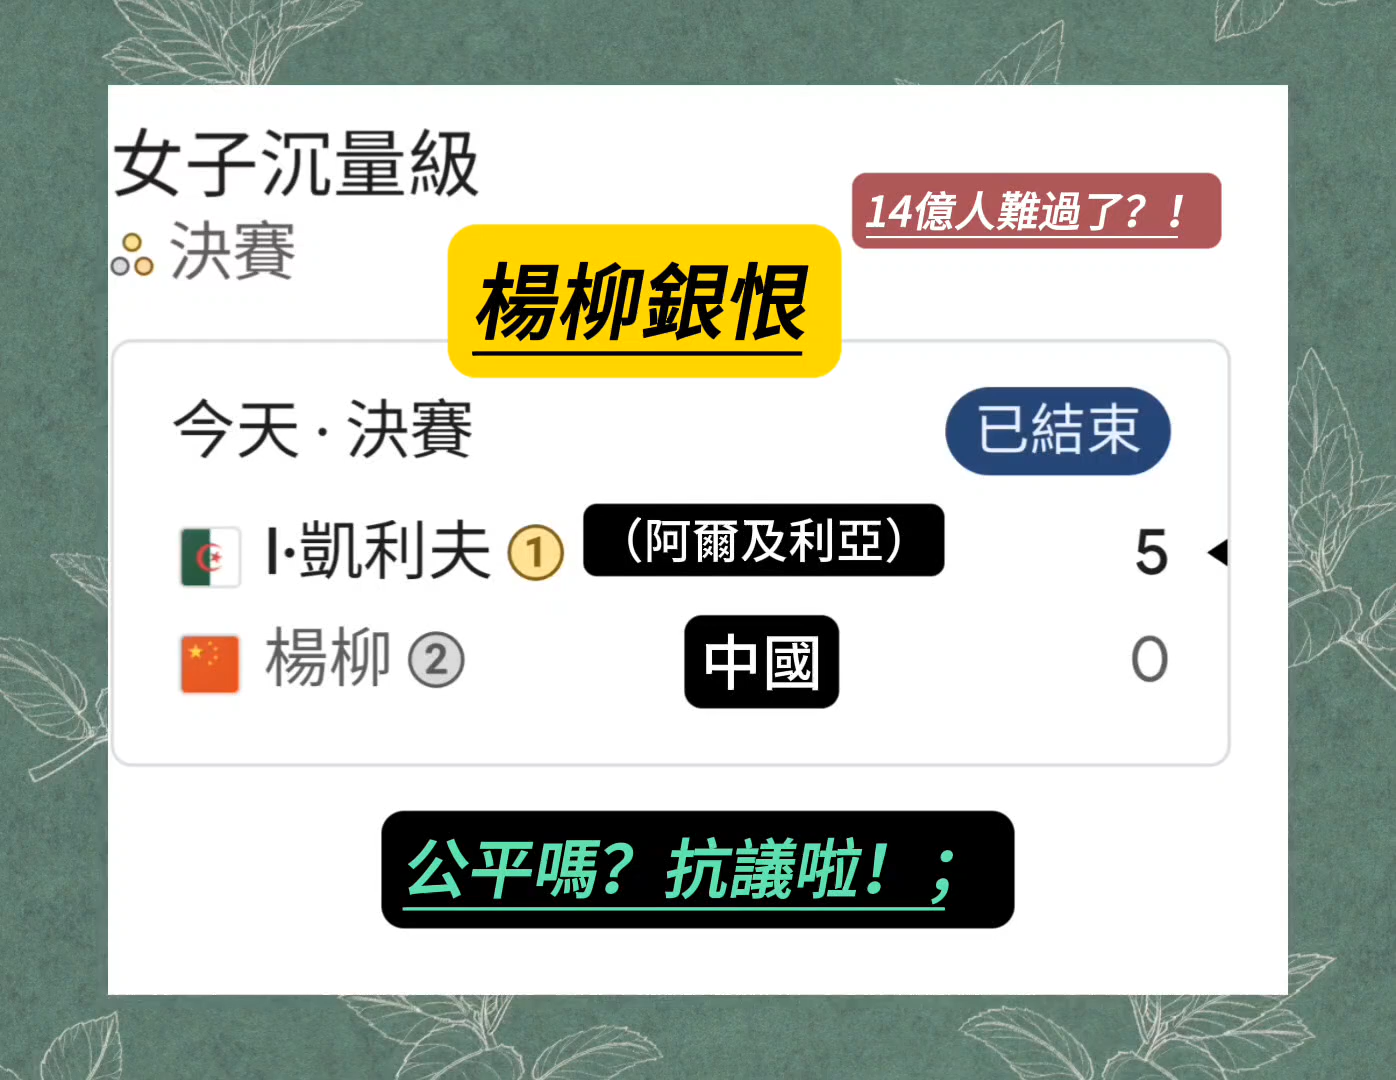 女子沉量級
14億人難過了？！
決賽
楊柳銀恨
今天·決賽
已結束
I·凱利夫 1 （阿爾及利亞） 5
楊柳 2 中國 0
公平嗎？抗議啦！；